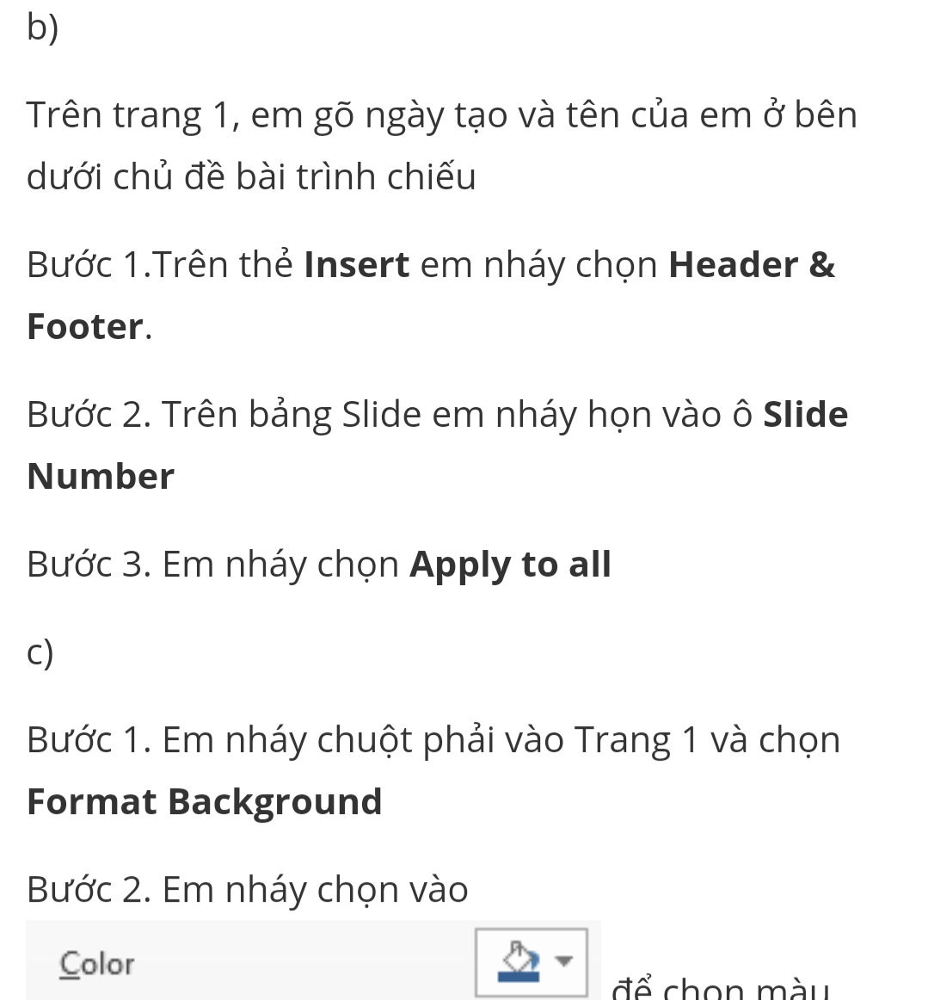 b)
Trên trang 1, em gõ ngày tạo và tên của em ở bên
dưới chủ đề bài trình chiếu
Bước 1.Trên thẻ Insert em nháy chọn Header &
Footer.
Bước 2. Trên bảng Slide em nháy họn vào ô Slide
Number
Bước 3. Em nháy chọn Apply to all
c)
Bước 1. Em nháy chuột phải vào Trang 1 và chọn
Format Background
Bước 2. Em nháy chọn vào
Color
để chọn màu